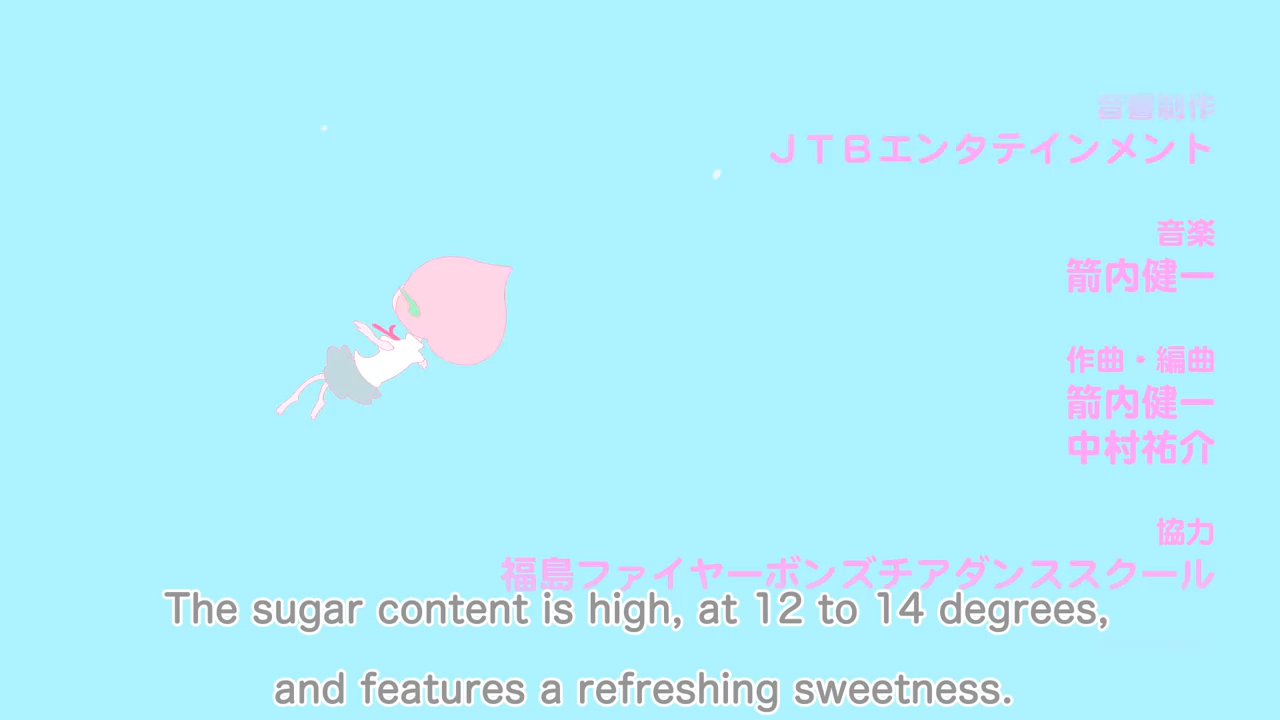 音響制作
JTBエンタテインメント
音楽
箭内健一
作曲・編曲
箭内健一
中村祐介
協力
福島ファイヤーボンズチアダンススクール
The sugar content is high, at 12 to 14 degrees,
and features a refreshing sweetness.